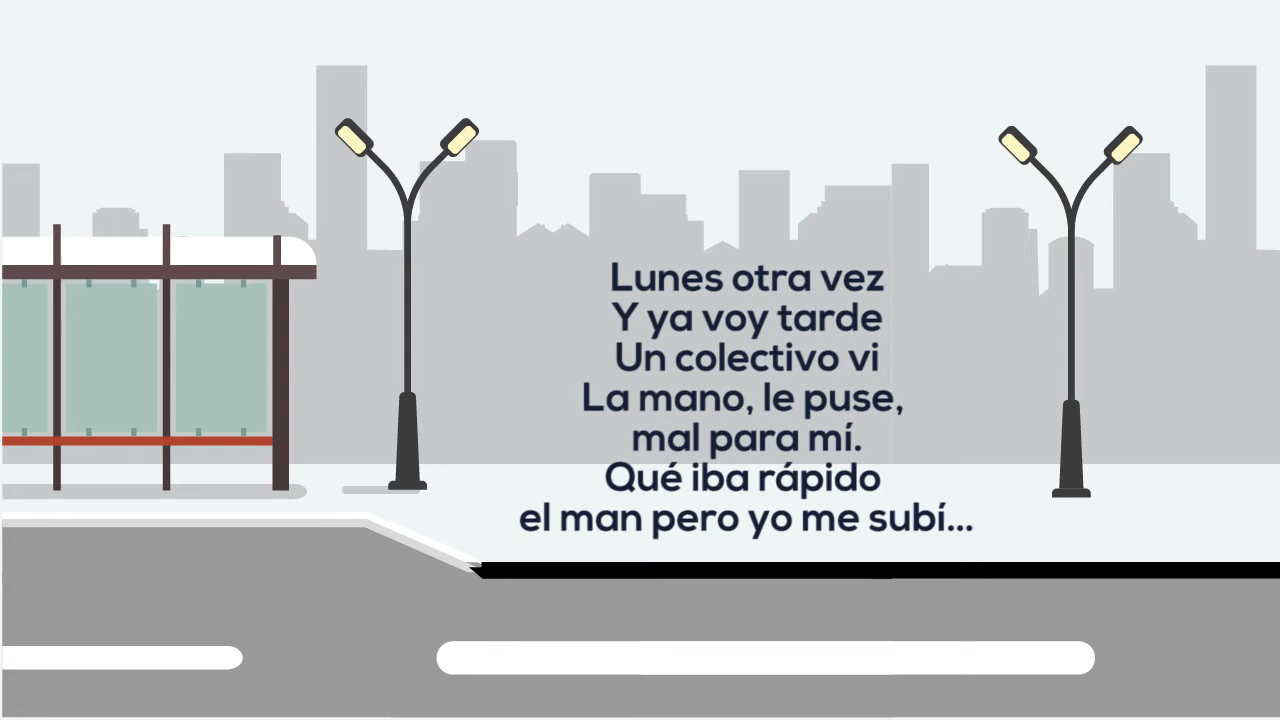 Lunes otra vez
Y ya voy tarde
Un colectivo vi
La mano, le puse,
mal para mí.
Qué iba rápido
el man pero yo me subí...